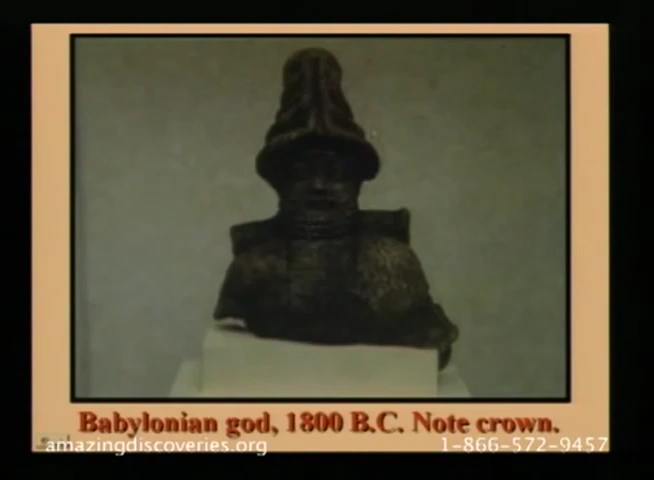 Babylonian god, 1800 B.C. Note crown.
amazingdiscoveries.org 1-866-572-9457